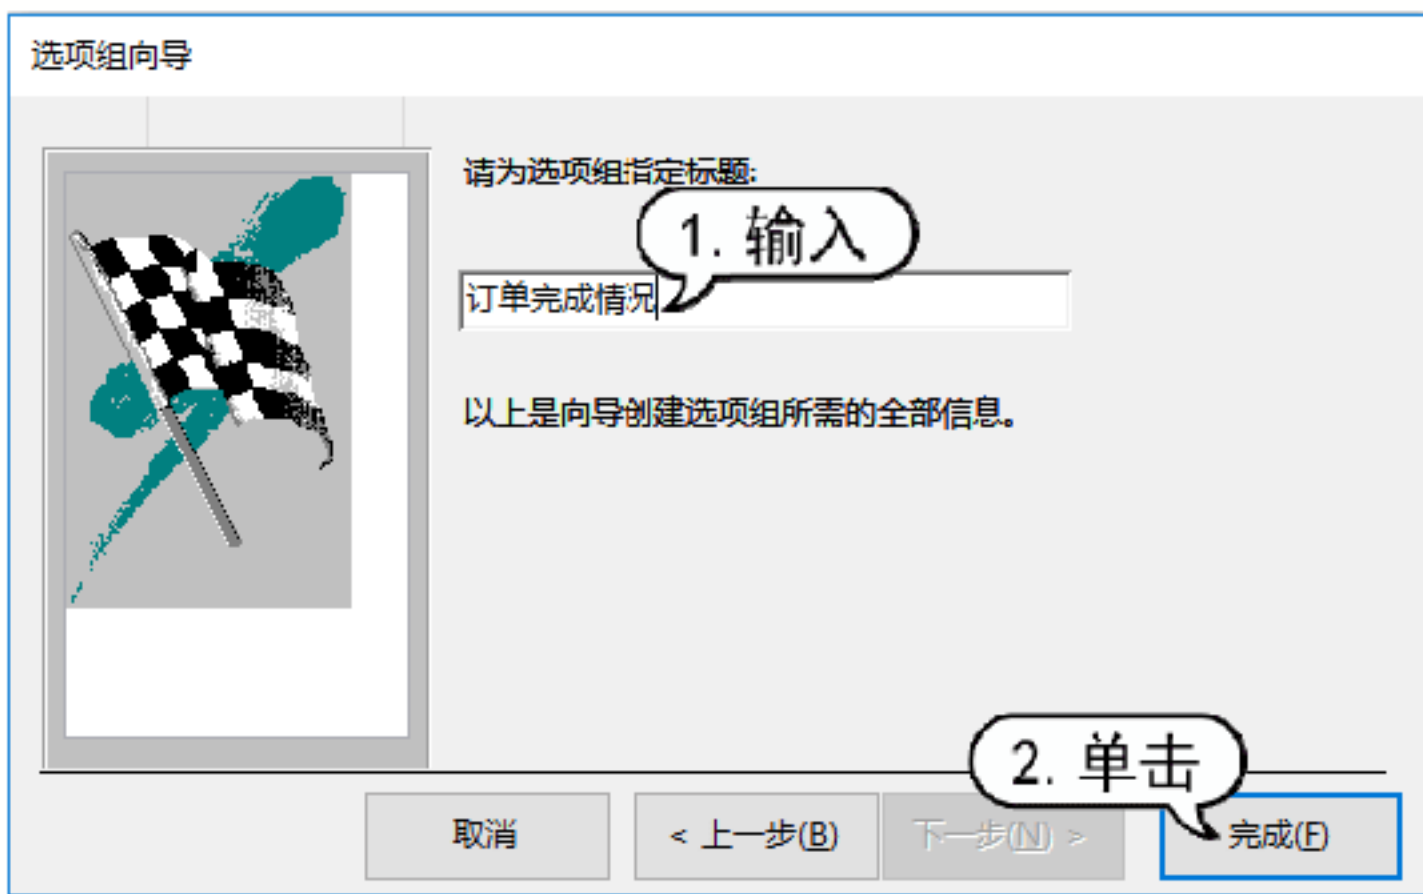 选项组向导
请为选项组指定标题:
1. 输入
订单完成情况
以上是向导创建选项组所需的全部信息。
2. 单击
取消
< 上一步(B)
下一步(N) >
完成(F)